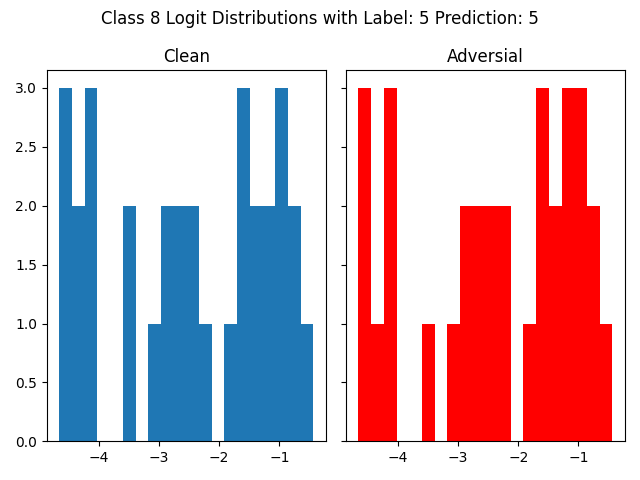 Class 8 Logit Distributions with Label: 5 Prediction: 5
Clean
Adversial
3.0
2.5
2.0
1.5
1.0
0.5
0.0
−4 −3 −2 −1
−4 −3 −2 −1